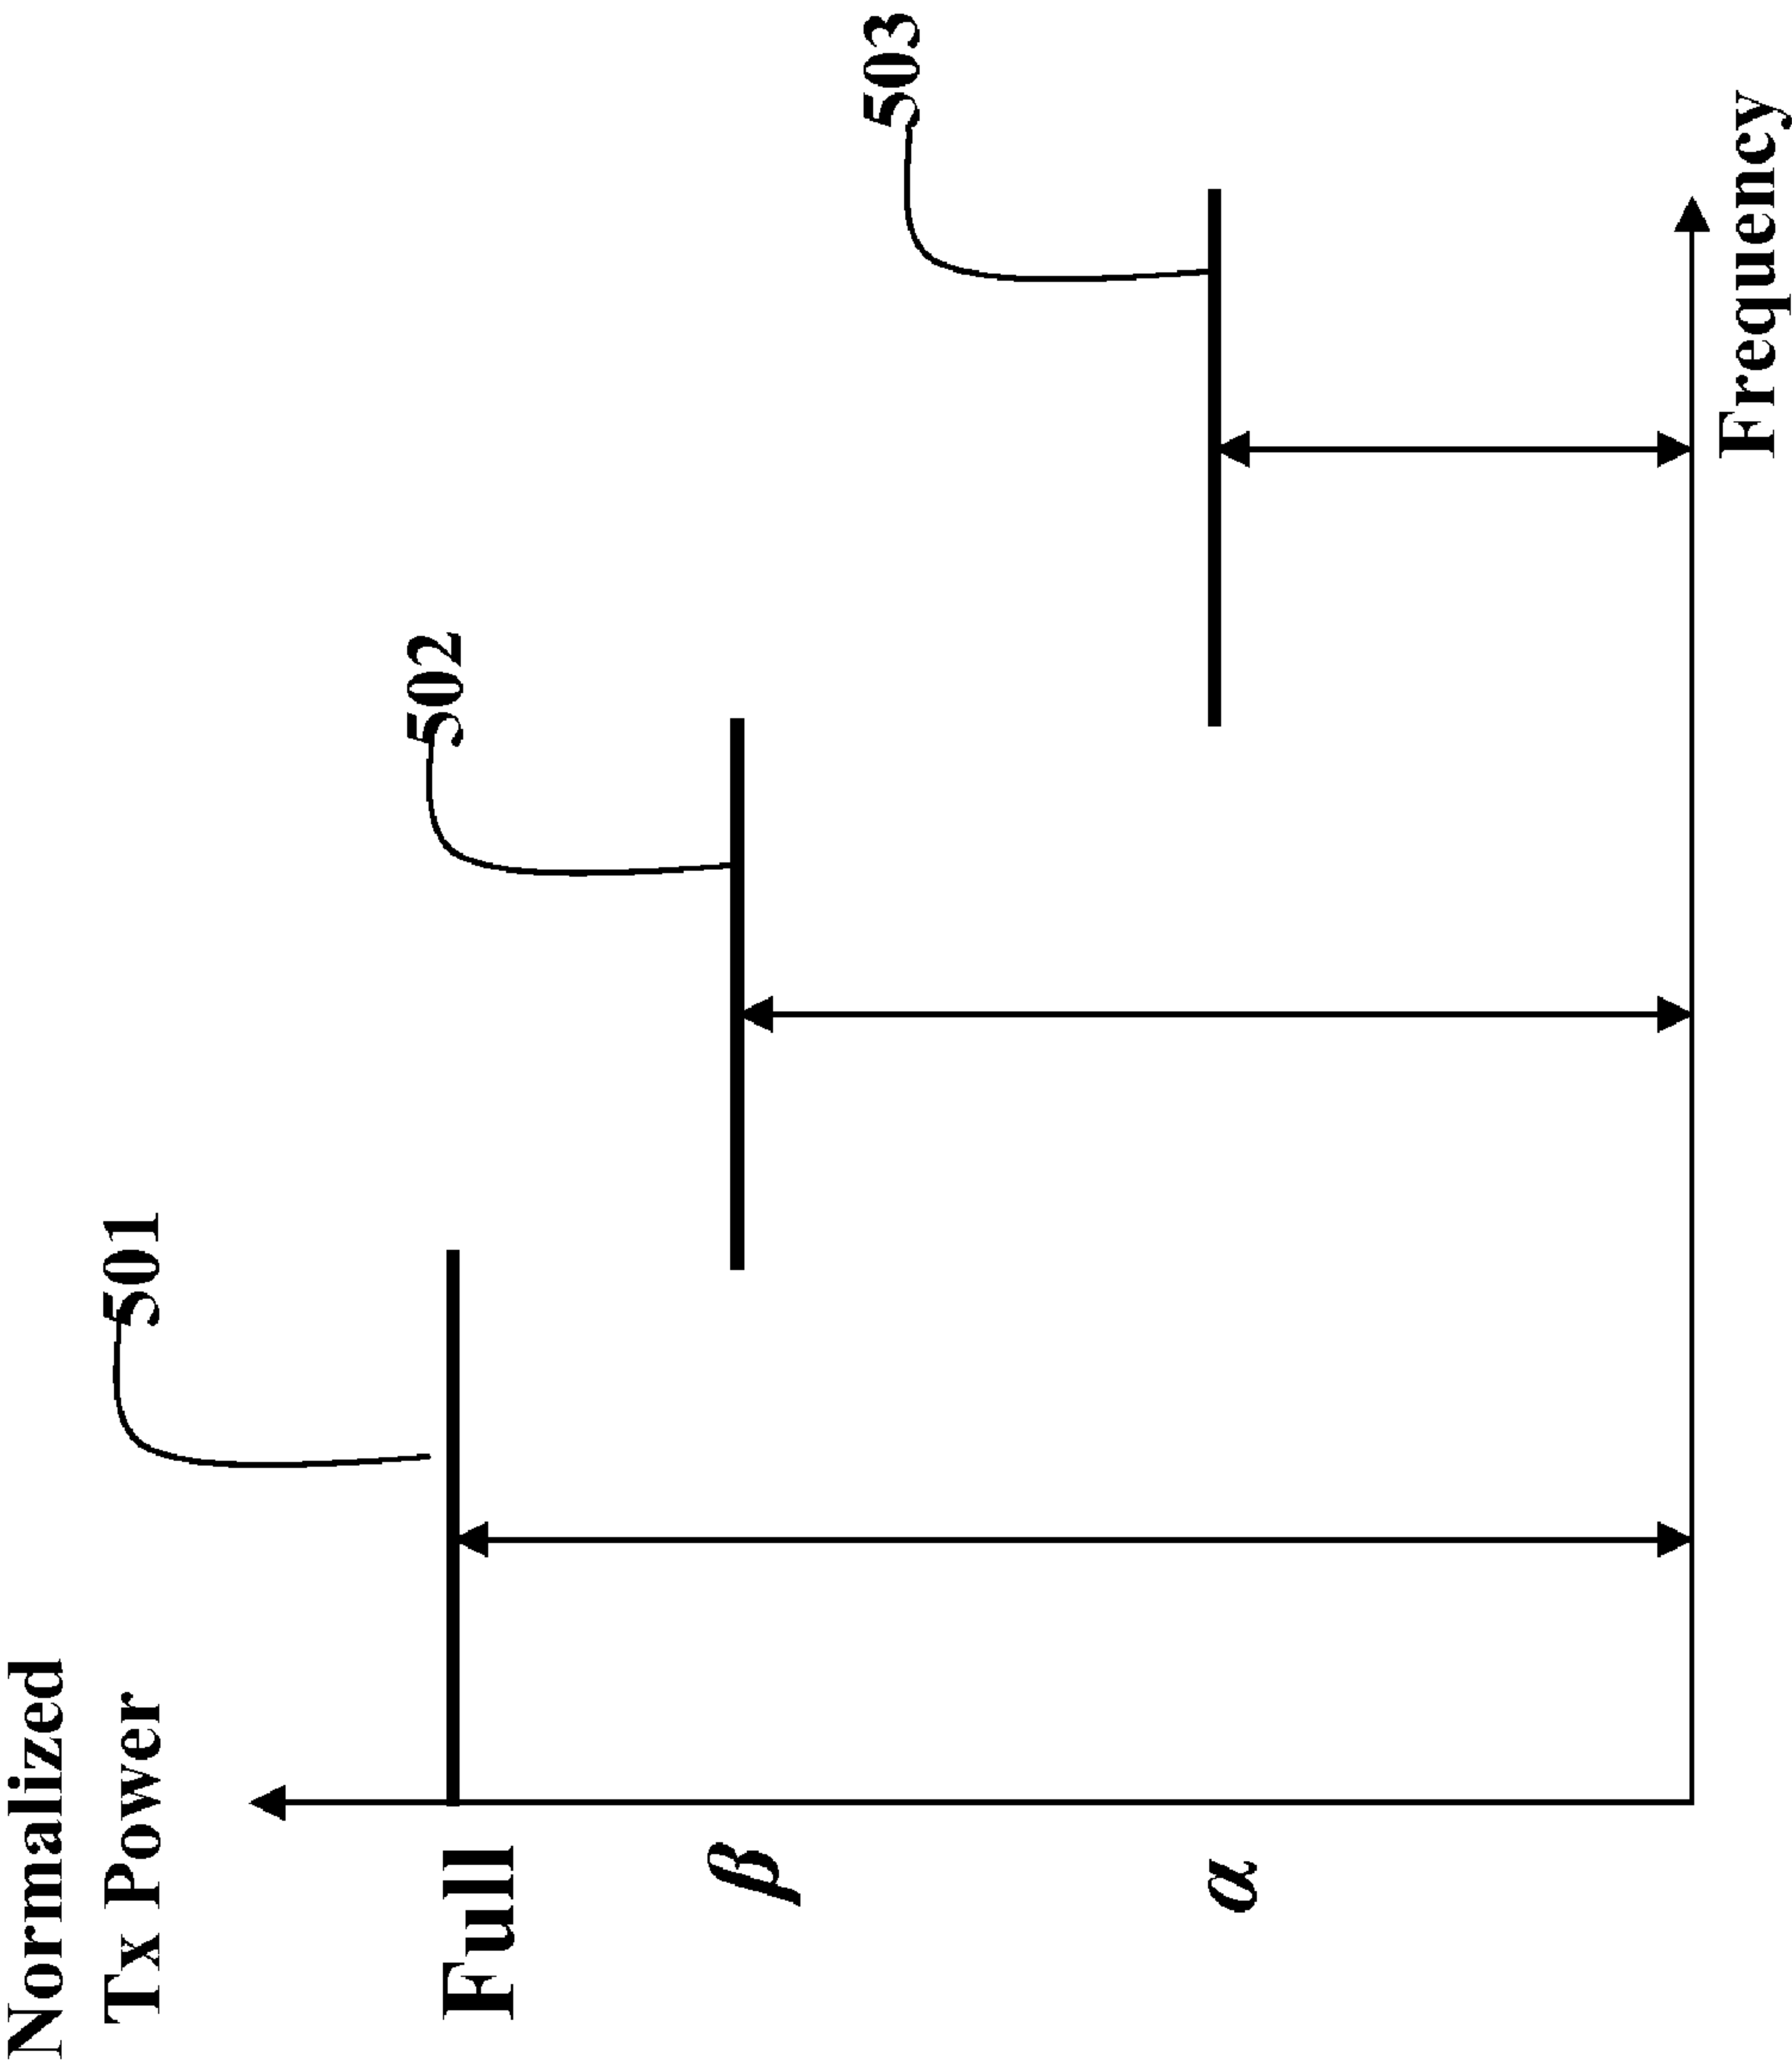 Normalized
Tx Power
501
Full
502
β
503
α
Frequency